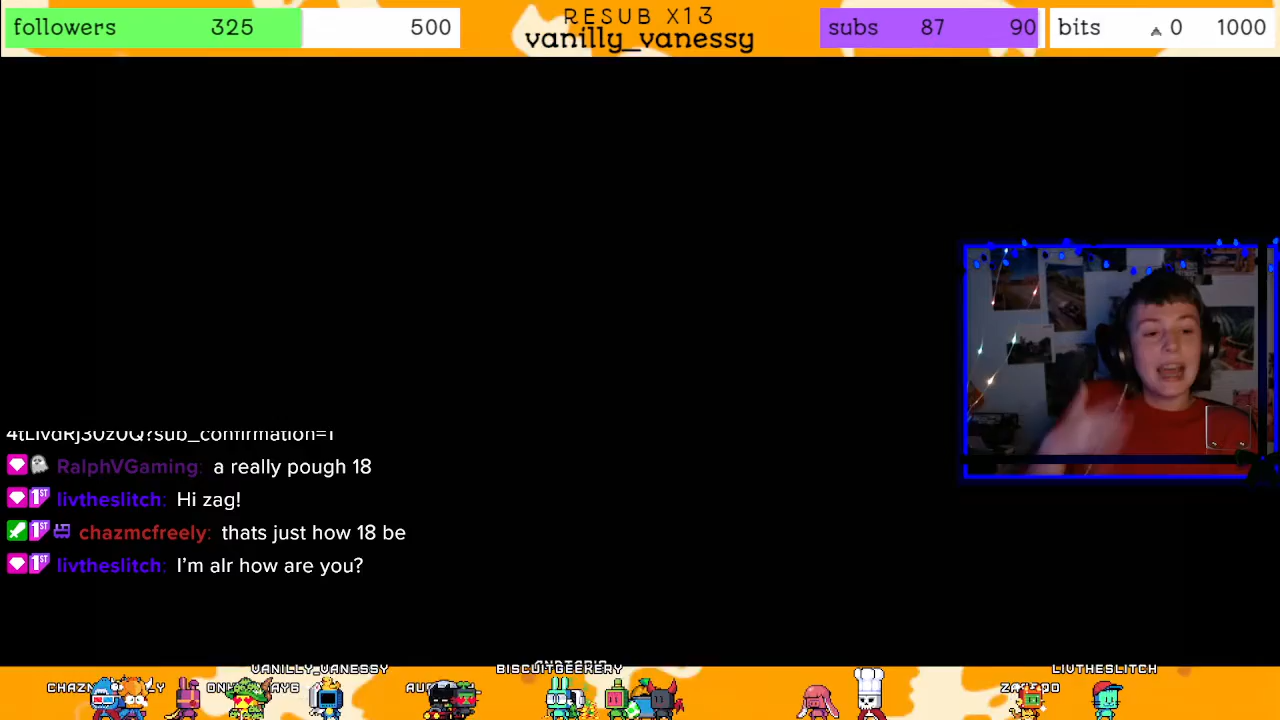 followers 325 500
RESUB X13
vanilly_vanessy
subs 87 90
bits 0 1000
RalphVGaming: a really pough 18
livtheslitch: Hi zag!
chazmcfreely: thats just how 18 be
livtheslitch: I'm alr how are you?
VANILLY_VANESSY
BISCUITGEEKERY
LIVTHESLITCH